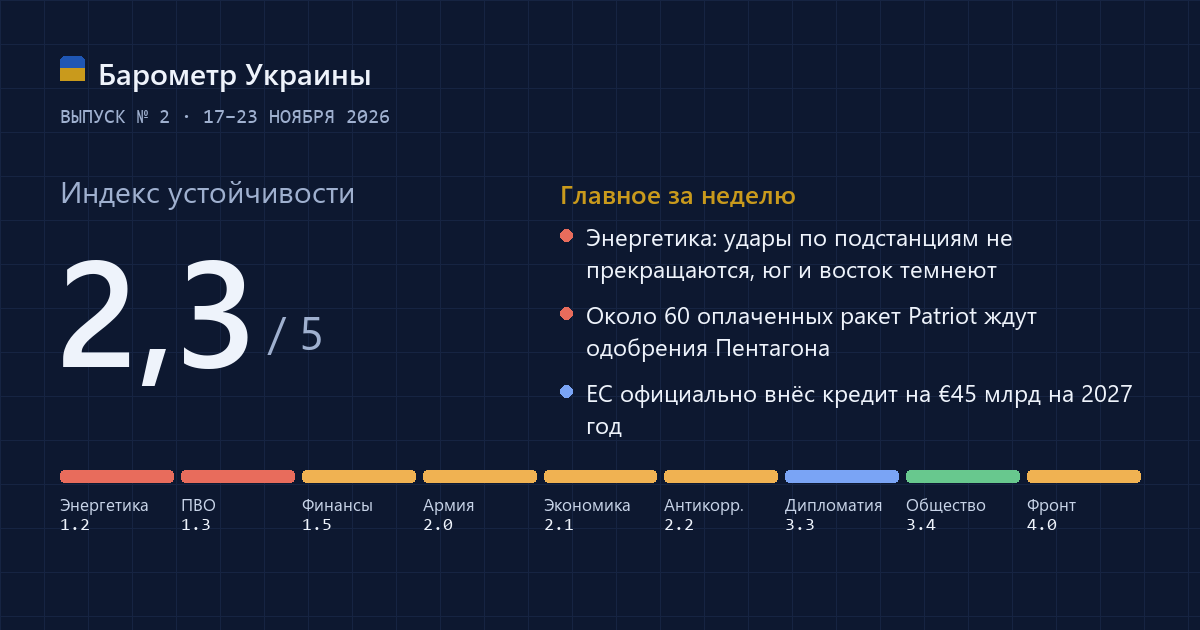 Барометр Украины
ВЫПУСК № 2 · 17–23 НОЯБРЯ 2026
Индекс устойчивости
2,3 / 5
Главное за неделю
Энергетика: удары по подстанциям не
прекращаются, юг и восток темнеют
Около 60 оплаченных ракет Patriot ждут
одобрения Пентагона
ЕС официально внёс кредит на €45 млрд на 2027
год
Энергетика ПВО Финансы Армия Экономика Антикорр. Дипломатия Общество Фронт
1.2 1.3 1.5 2.0 2.1 2.2 3.3 3.4 4.0